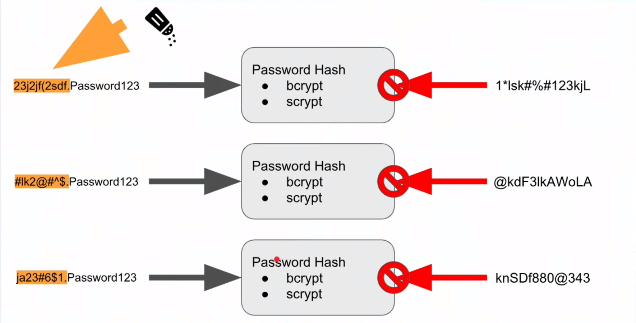 23j2jf(2sdf.Password123
Password Hash
● bcrypt
● scrypt
1*lsk#%#123kjL
#lk2@#^$.Password123
Password Hash
● bcrypt
● scrypt
@kdF3lkAWoLA
ja23#6$1.Password123
Password Hash
● bcrypt
● scrypt
knSDf880@343